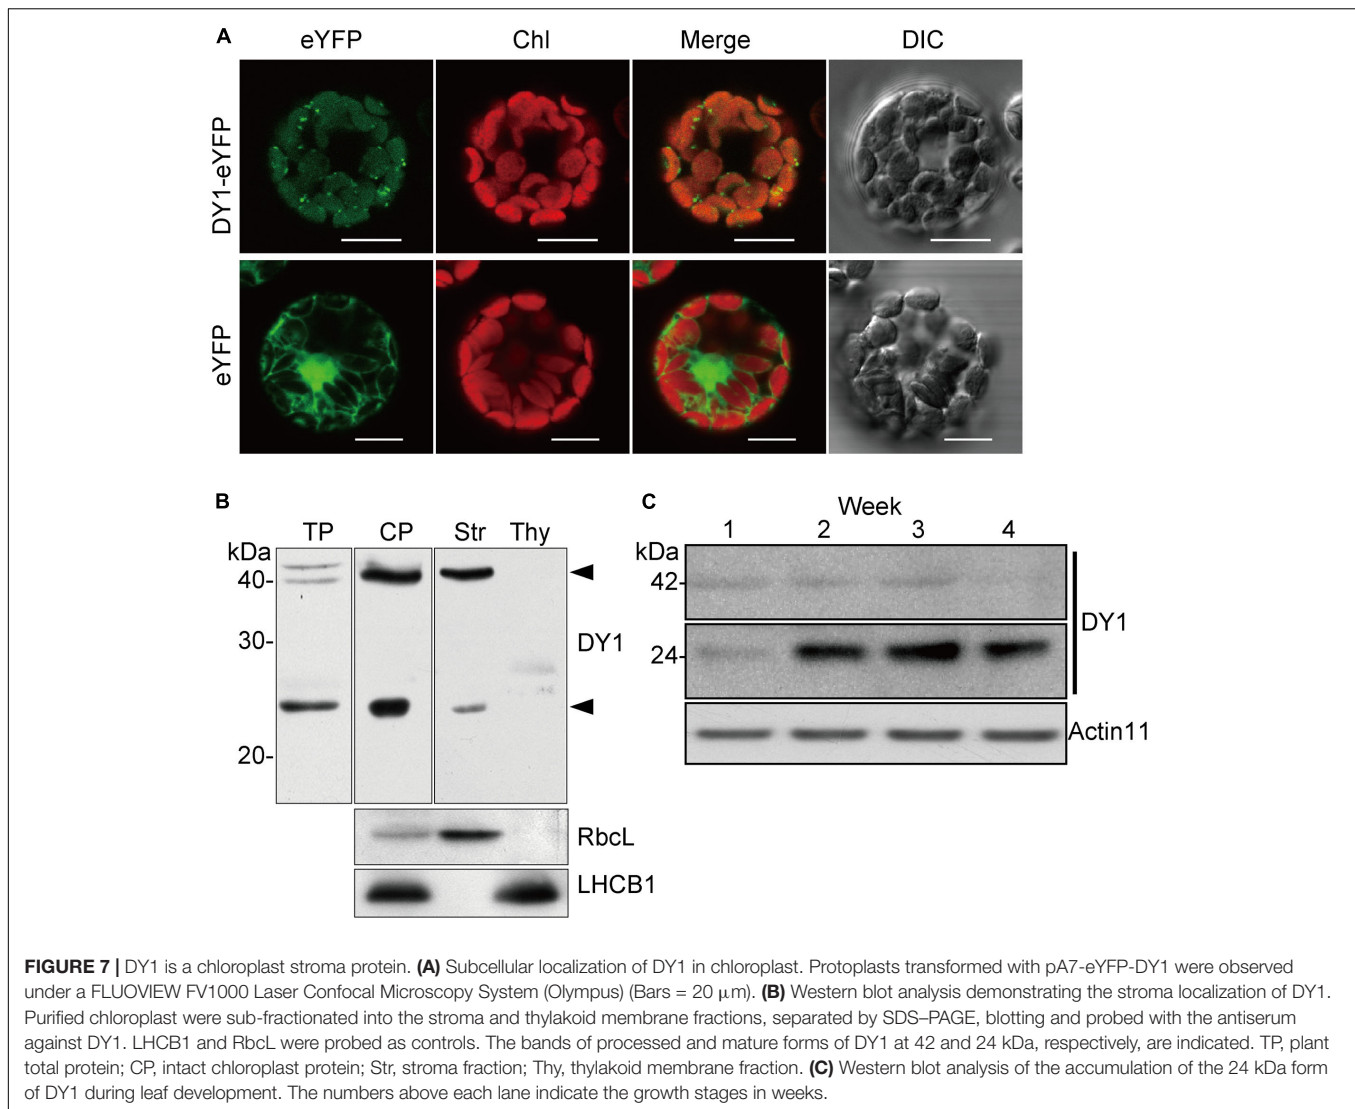 A
eYFP Chl Merge DIC
DY1-eYFP
eYFP
B
TP CP Str Thy
kDa
40-
30-
20-
DY1
RbcL
LHCB1
C
Week
1 2 3 4
kDa
42-
24-
DY1
Actin11
FIGURE 7 | DY1 is a chloroplast stroma protein. (A) Subcellular localization of DY1 in chloroplast. Protoplasts transformed with pA7-eYFP-DY1 were observed
under a FLUOVIEW FV1000 Laser Confocal Microscopy System (Olympus) (Bars = 20 μm). (B) Western blot analysis demonstrating the stroma localization of DY1.
Purified chloroplast were sub-fractionated into the stroma and thylakoid membrane fractions, separated by SDS–PAGE, blotting and probed with the antiserum
against DY1. LHCB1 and RbcL were probed as controls. The bands of processed and mature forms of DY1 at 42 and 24 kDa, respectively, are indicated. TP, plant
total protein; CP, intact chloroplast protein; Str, stroma fraction; Thy, thylakoid membrane fraction. (C) Western blot analysis of the accumulation of the 24 kDa form
of DY1 during leaf development. The numbers above each lane indicate the growth stages in weeks.